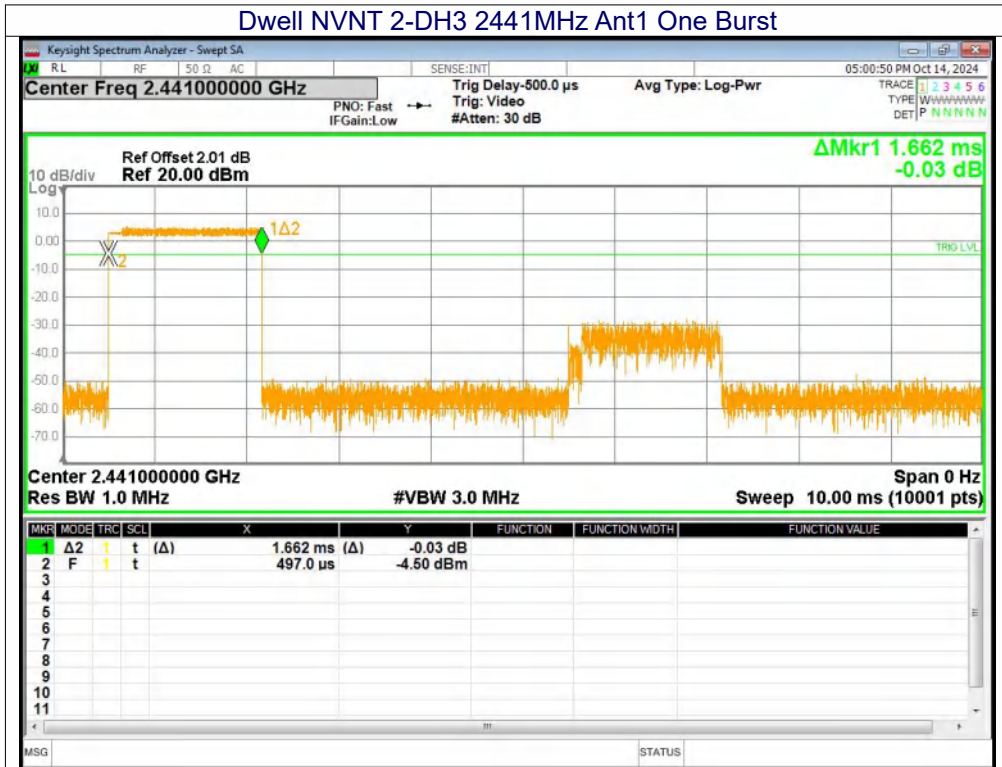 Dwell NVNT 2-DH3 2441MHz Ant1 One Burst
Keysight Spectrum Analyzer - Swept SA
LXI RL RF 50 Ω AC SENSE:INT 05:00:50 PM Oct 14, 2024
Center Freq 2.441000000 GHz
Trig Delay-500.0 µs Avg Type: Log-Pwr TRACE 1 2 3 4 5 6
PNO: Fast Trig: Video TYPE WWWWWWW
IFGain:Low #Atten: 30 dB DET P N N N N N
ΔMkr1 1.662 ms
-0.03 dB
Ref Offset 2.01 dB
10 dB/div Ref 20.00 dBm
Log
10.0
1Δ2
0.00
TRIG LVL
2
-10.0
-20.0
-30.0
-40.0
-50.0
-60.0
-70.0
Center 2.441000000 GHz Span 0 Hz
Res BW 1.0 MHz #VBW 3.0 MHz Sweep 10.00 ms (10001 pts)
MKR MODE TRC SCL X Y FUNCTION FUNCTION WIDTH FUNCTION VALUE
1 Δ2 1 t (Δ) 1.662 ms (Δ) -0.03 dB
2 F 1 t 497.0 µs -4.50 dBm
3
4
5
6
7
8
9
10
11
MSG STATUS